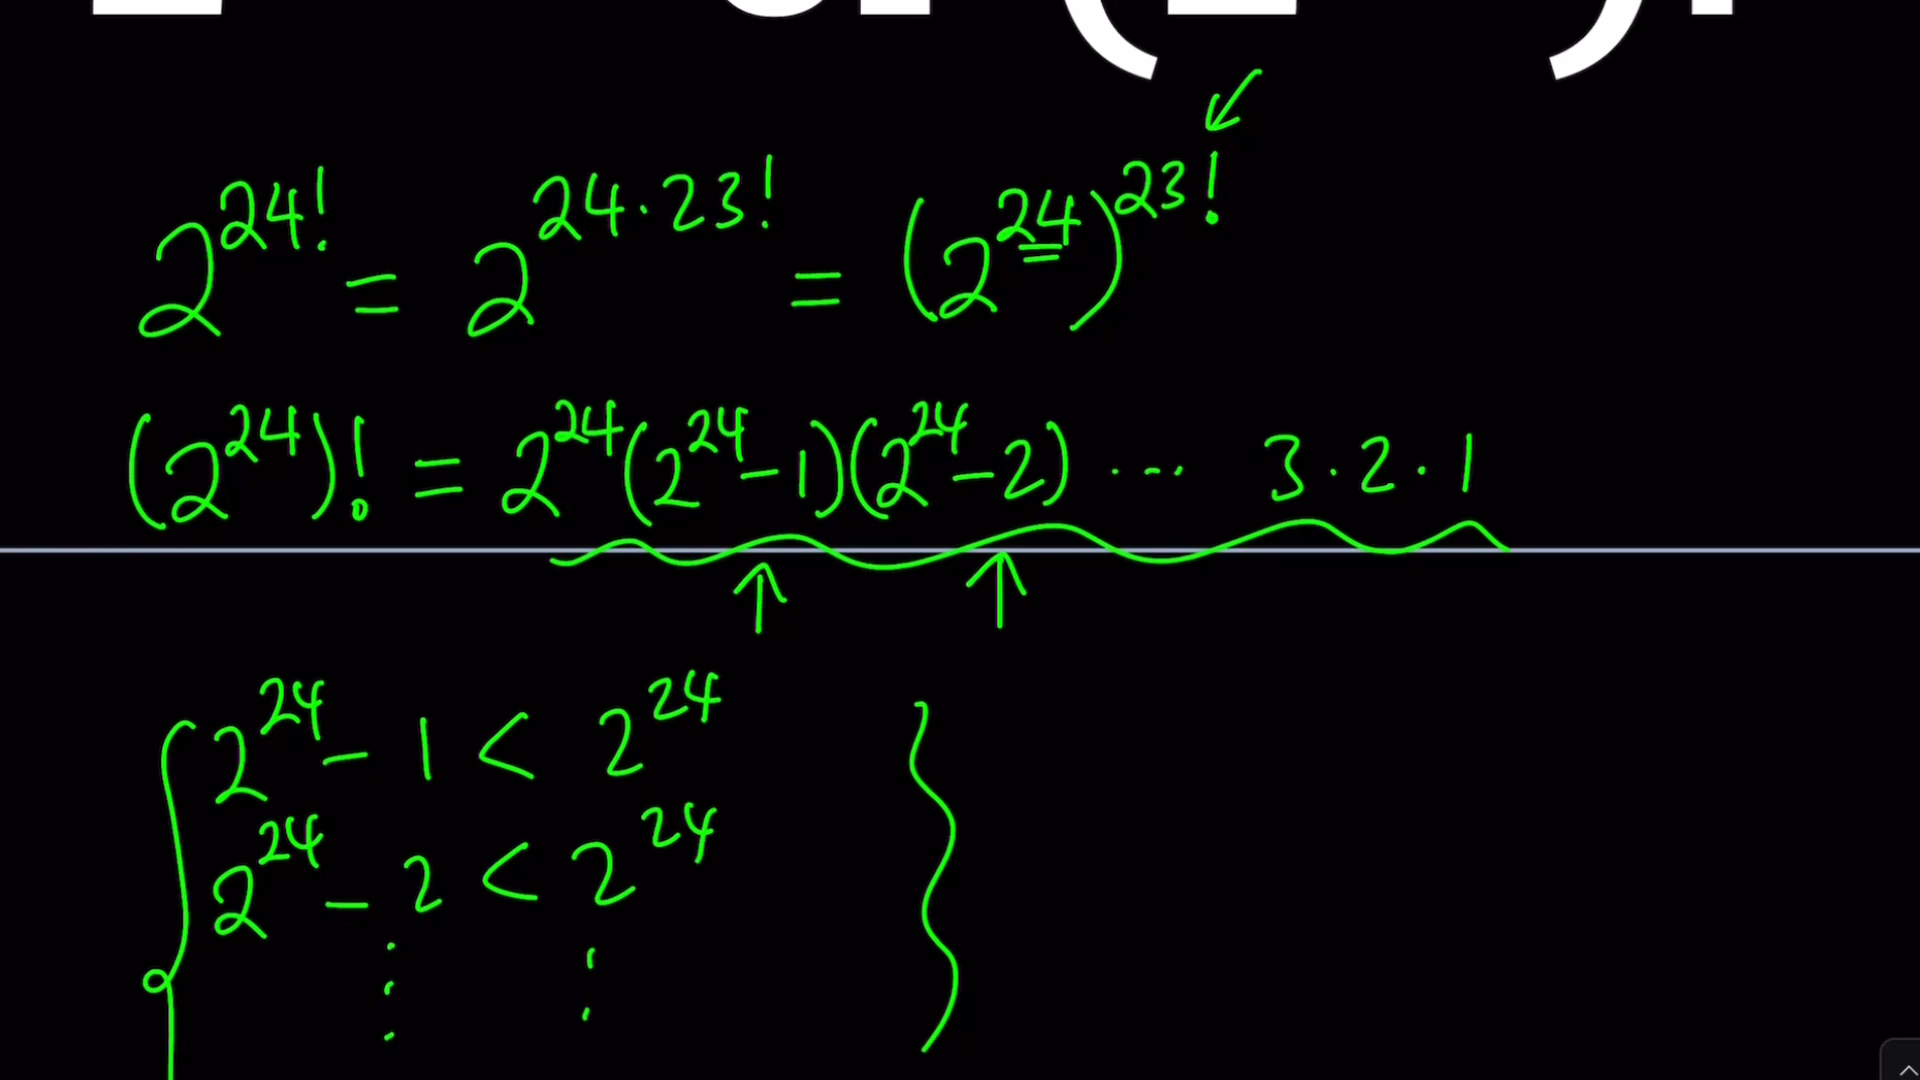 2^{24!} = 2^{24·23!} = (2^{24})^{23!}
(2^{24})! = 2^{24}(2^{24}-1)(2^{24}-2) ··· 3·2·1
2^{24} - 1 < 2^{24}
2^{24} - 2 < 2^{24}